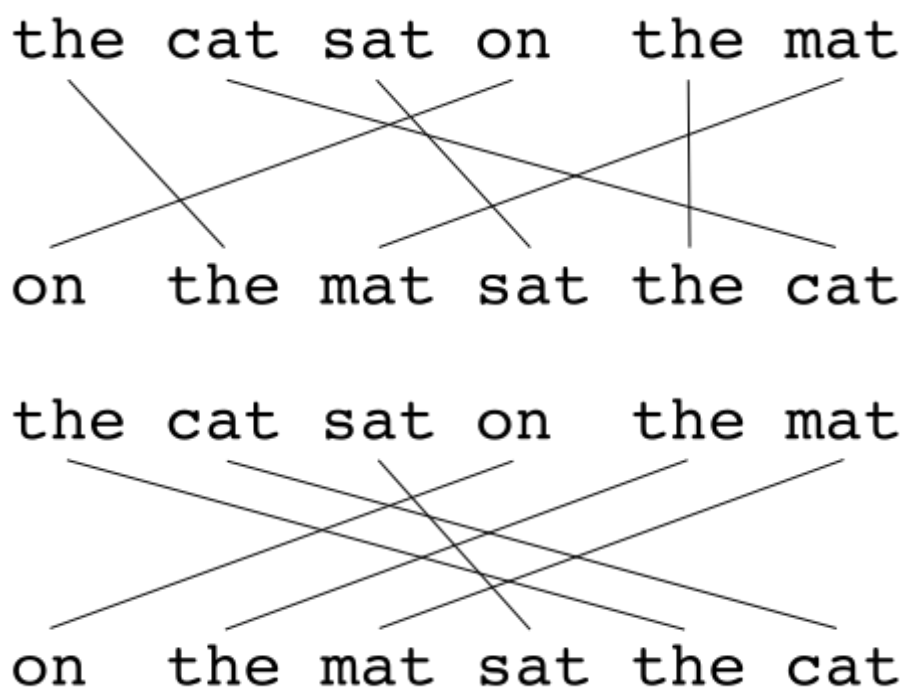 the cat sat on the mat
on the mat sat the cat
the cat sat on the mat
on the mat sat the cat